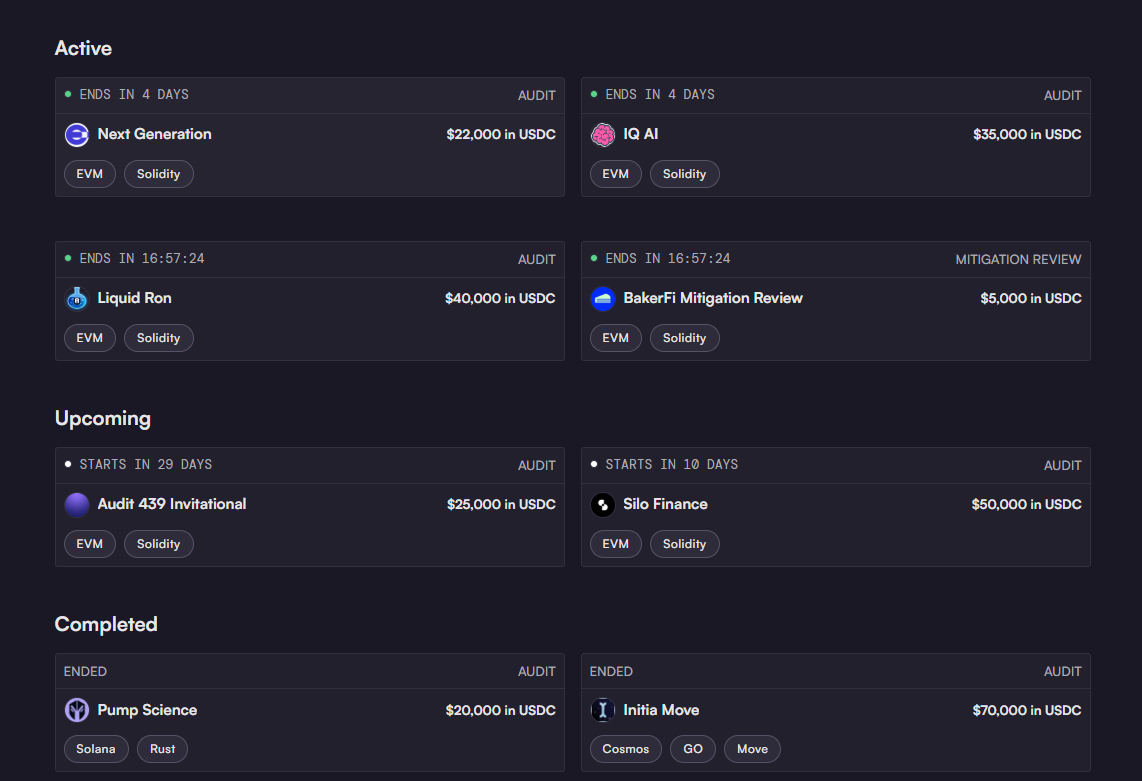 Active
ENDS IN 4 DAYS AUDIT
Next Generation $22,000 in USDC
EVM Solidity
ENDS IN 4 DAYS AUDIT
IQ AI $35,000 in USDC
EVM Solidity
ENDS IN 16:57:24 AUDIT
Liquid Ron $40,000 in USDC
EVM Solidity
ENDS IN 16:57:24 MITIGATION REVIEW
BakerFi Mitigation Review $5,000 in USDC
EVM Solidity
Upcoming
STARTS IN 29 DAYS AUDIT
Audit 439 Invitational $25,000 in USDC
EVM Solidity
STARTS IN 10 DAYS AUDIT
Silo Finance $50,000 in USDC
EVM Solidity
Completed
ENDED AUDIT
Pump Science $20,000 in USDC
Solana Rust
ENDED AUDIT
Initia Move $70,000 in USDC
Cosmos GO Move